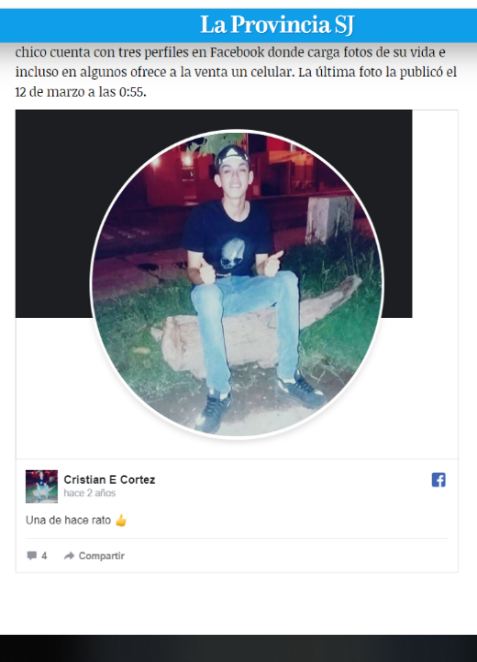 La Provincia SJ
chico cuenta con tres perfiles en Facebook donde carga fotos de su vida e
incluso en algunos ofrece a la venta un celular. La última foto la publicó el
12 de marzo a las 0:55.
Cristian E Cortez
hace 2 años
Una de hace rato 👍
4 Compartir